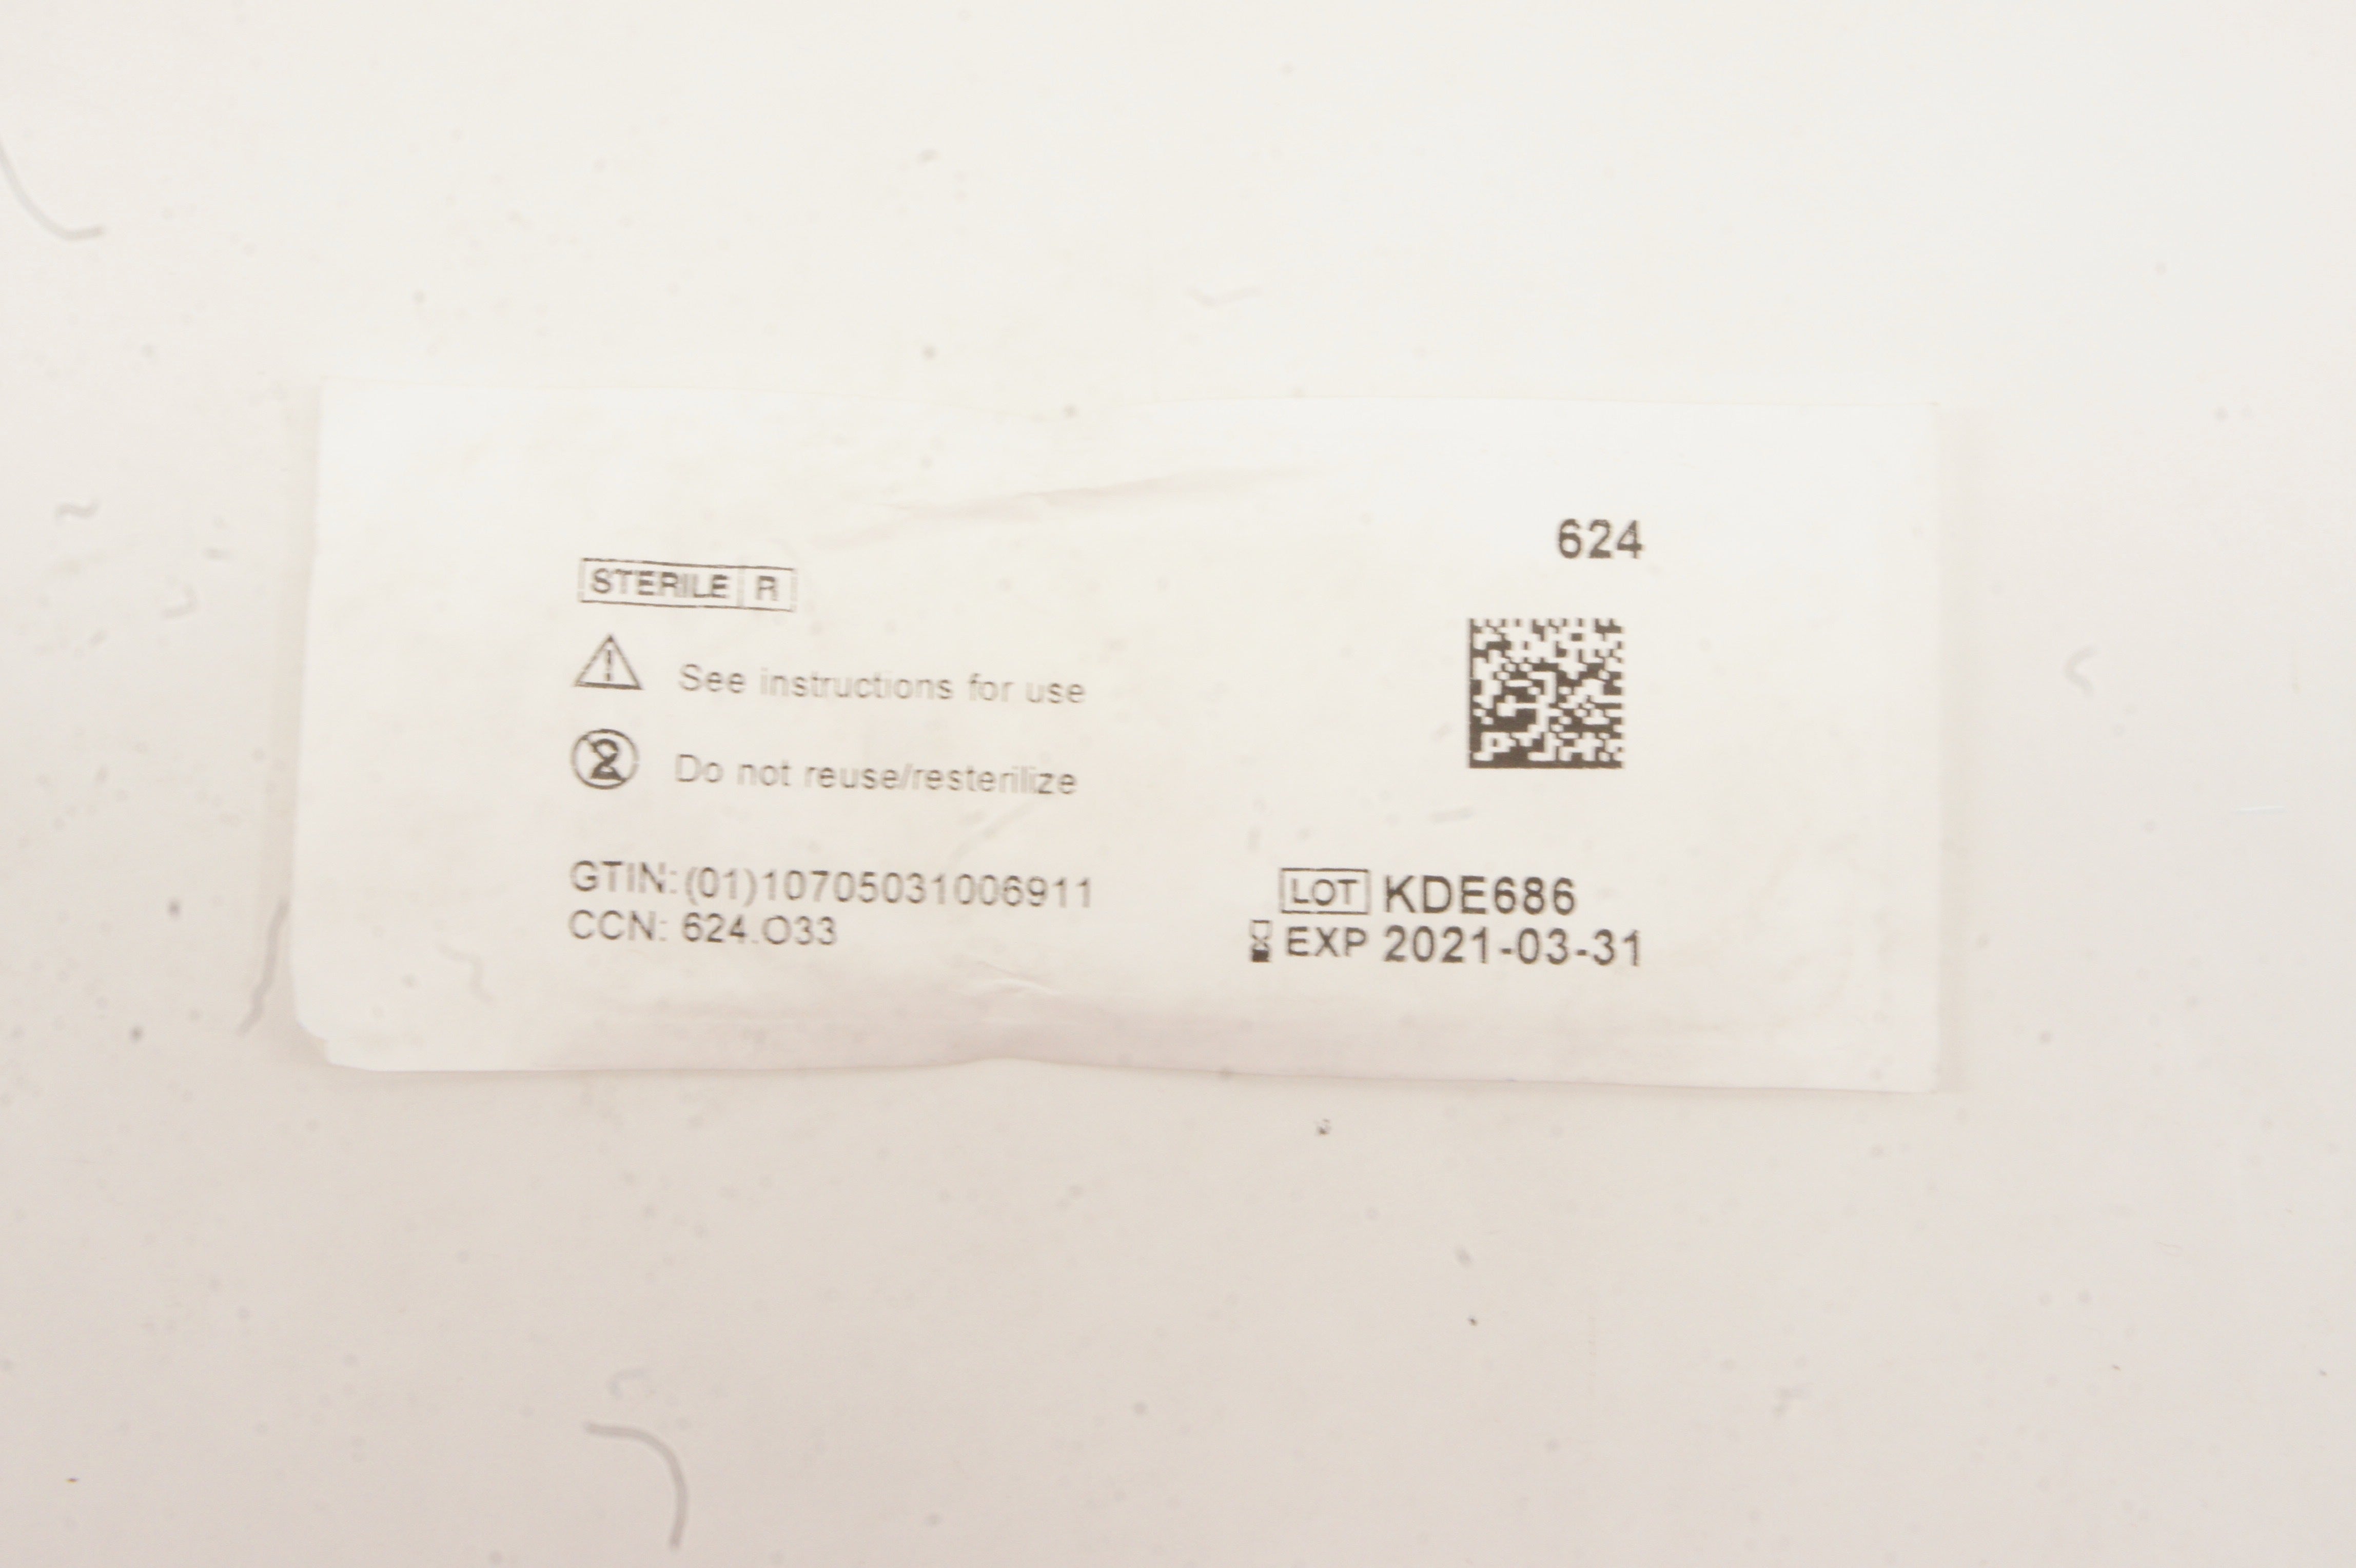 624
STERILE R
See instructions for use
Do not reuse/resterilize
GTIN: (01)10705031006911
CCN: 624.O33
LOT KDE686
EXP 2021-03-31